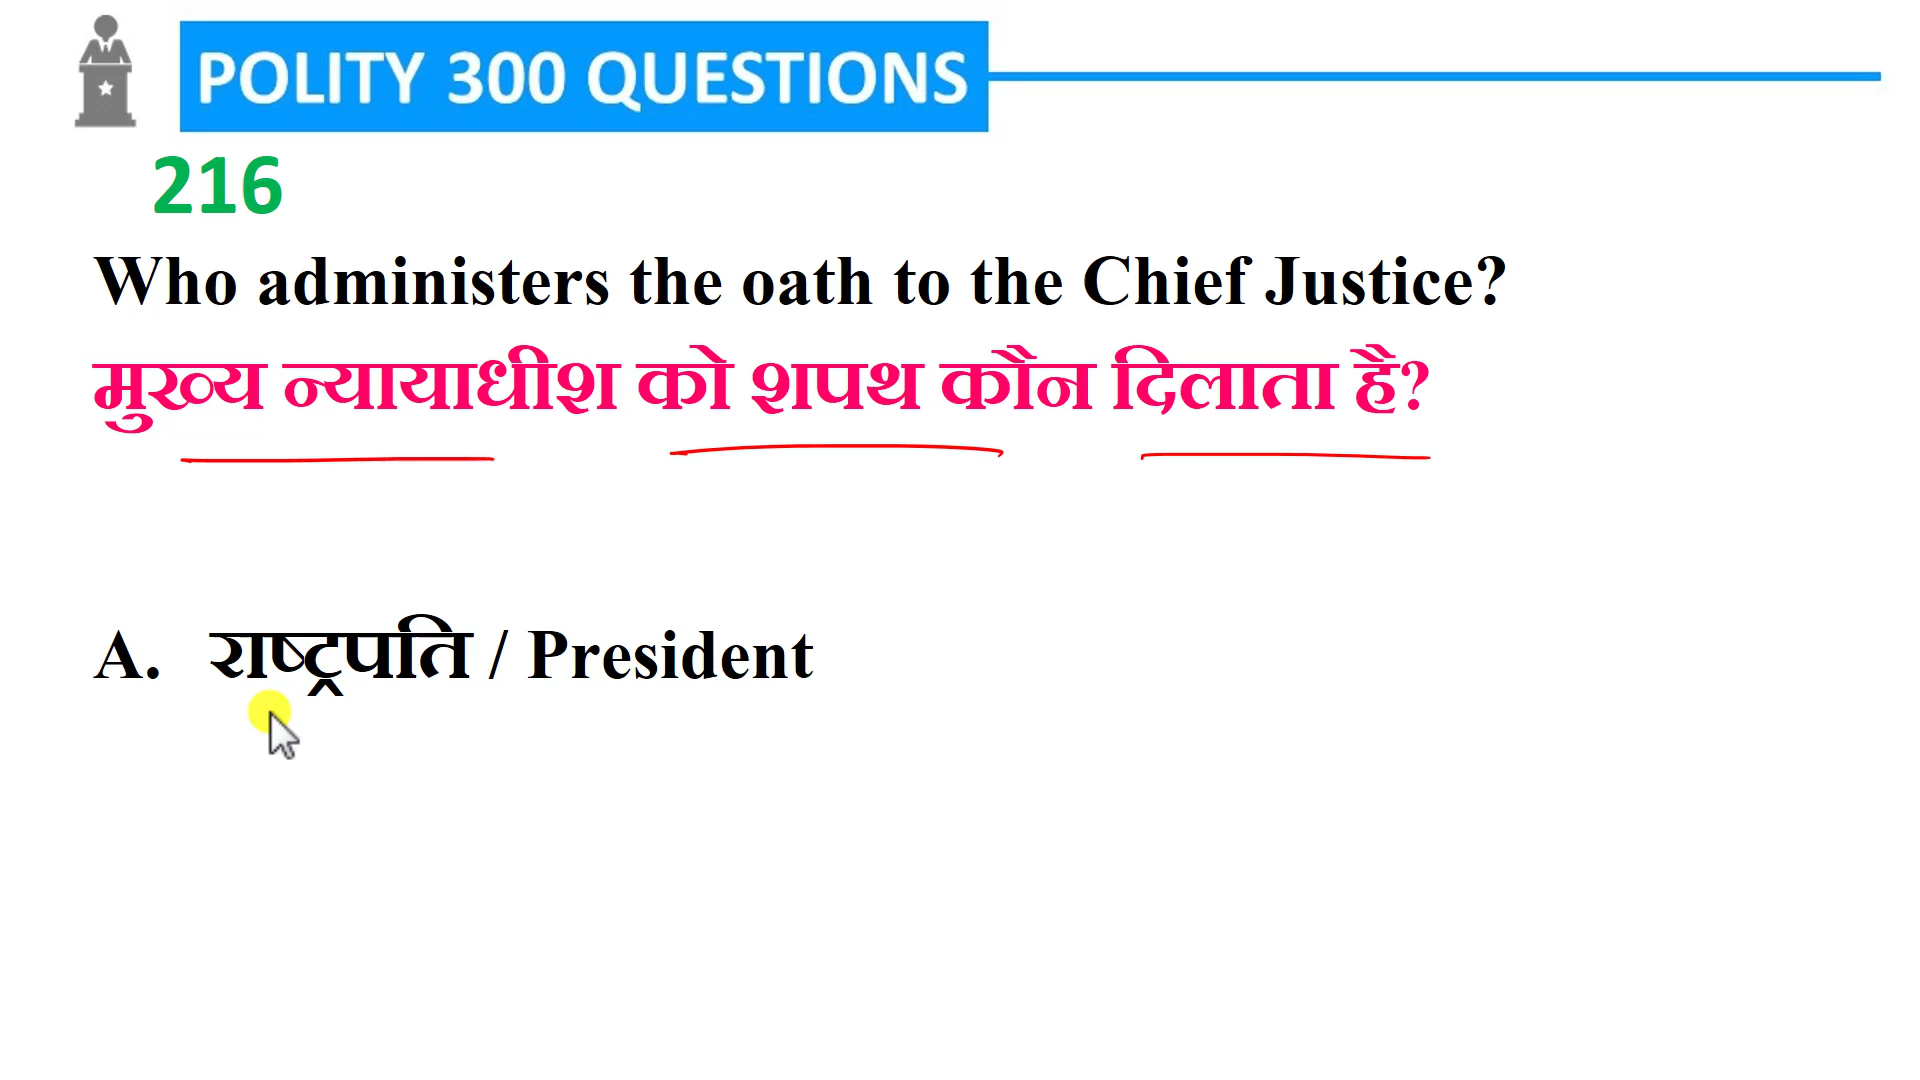 POLITY 300 QUESTIONS
216
Who administers the oath to the Chief Justice?
मुख्य न्यायाधीश को शपथ कौन दिलाता है?
A. राष्ट्रपति / President